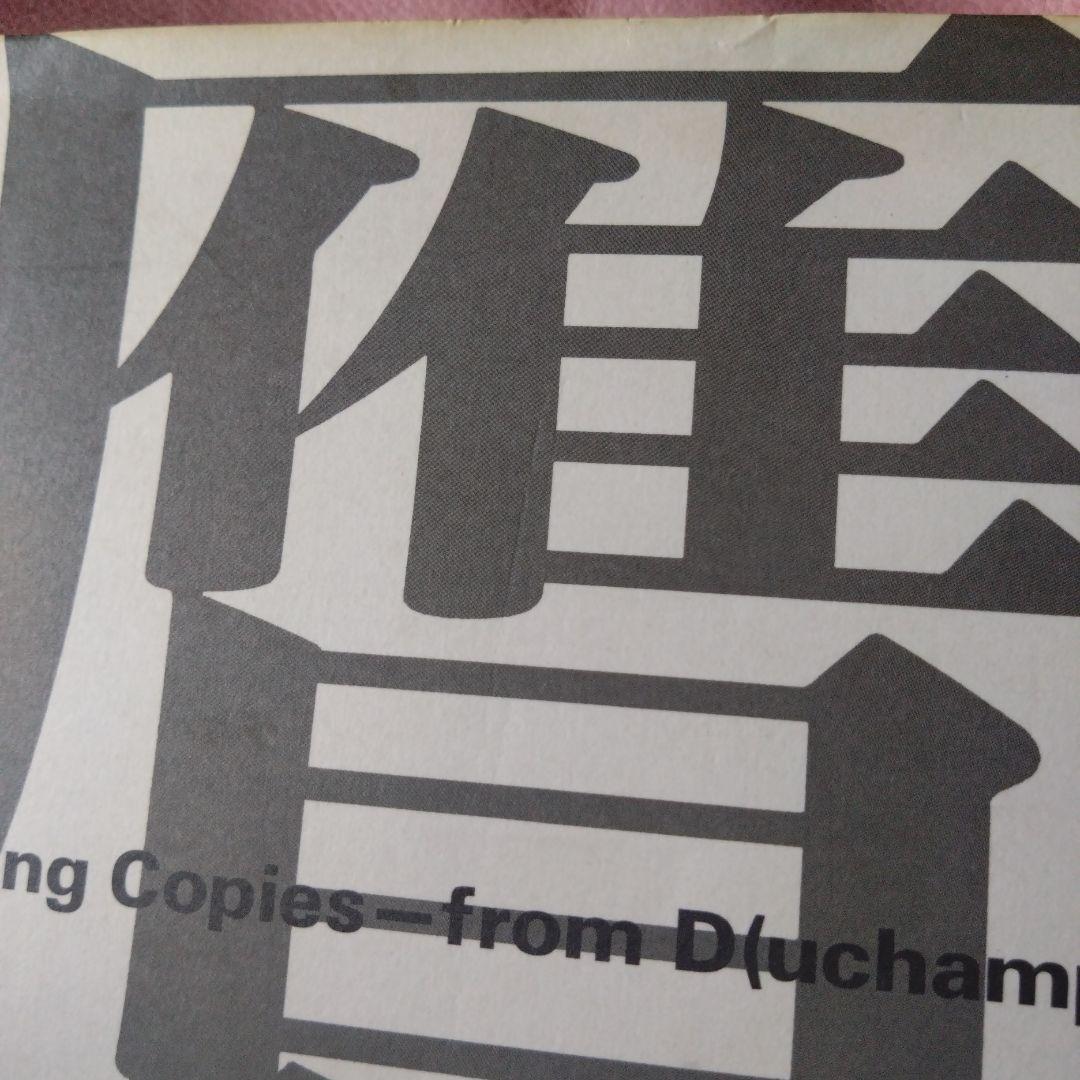 贋
ng Copies—from D(uchamp